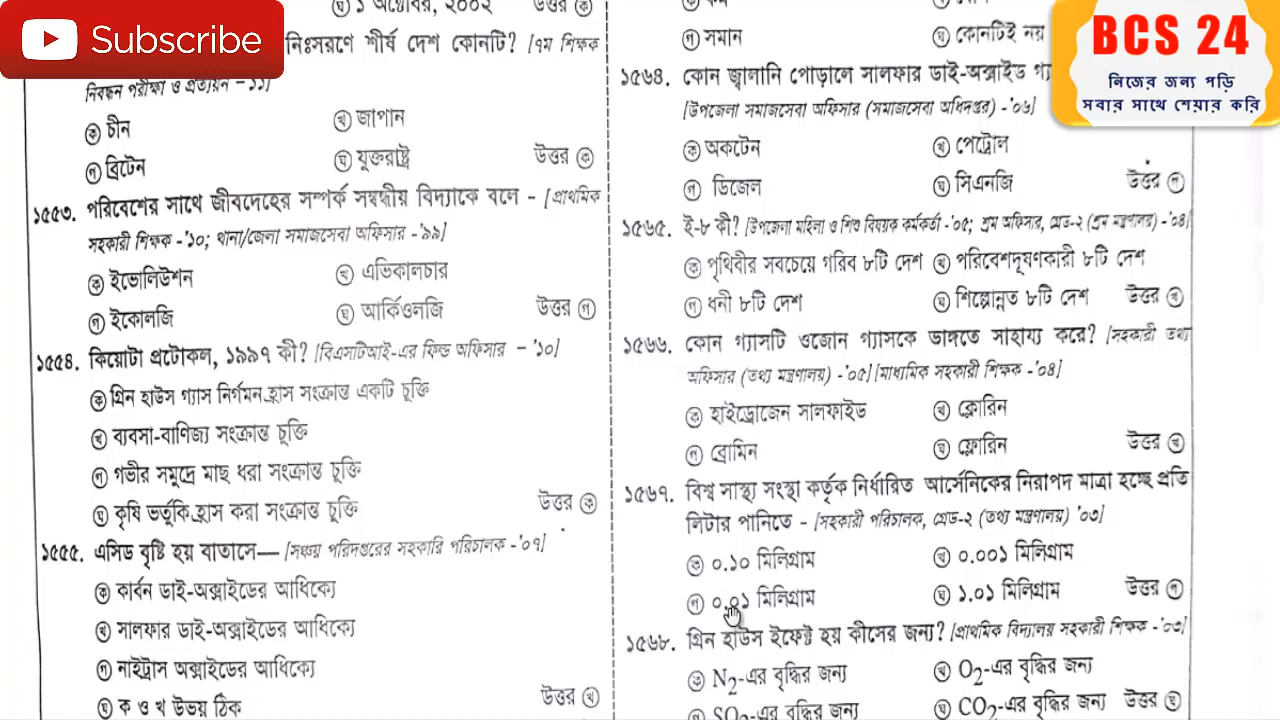 Subscribe
BCS 24
নিজের জন্য পড়ি
সবার সাথে শেয়ার করি
ঘ ১ অক্টোবর, ২০০২ উত্তর ক
নিঃসরণে শীর্ষ দেশ কোনটি? [৭ম শিক্ষক
নিবন্ধন পরীক্ষা ও প্রত্যয়ন – ১১]
ক চীন খ জাপান
গ ব্রিটেন ঘ যুক্তরাষ্ট্র উত্তর ক
১৫৫৩. পরিবেশের সাথে জীবদেহের সম্পর্ক সম্বন্ধীয় বিদ্যাকে বলে - [প্রাথমিক
সহকারী শিক্ষক -'১০; থানা/জেলা সমাজসেবা অফিসার -'৯৯]
ক ইভোলিউশন খ এভিকালচার
গ ইকোলজি ঘ আর্কিওলজি উত্তর গ
১৫৫৪. কিয়োটা প্রটোকল, ১৯৯৭ কী? [বিএসটিআই-এর ফিল্ড অফিসার – '১০]
ক গ্রিন হাউস গ্যাস নির্গমন হ্রাস সংক্রান্ত একটি চুক্তি
খ ব্যবসা-বাণিজ্য সংক্রান্ত চুক্তি
গ গভীর সমুদ্রে মাছ ধরা সংক্রান্ত চুক্তি
ঘ কৃষি ভর্তুকি হ্রাস করা সংক্রান্ত চুক্তি উত্তর ক
১৫৫৫. এসিড বৃষ্টি হয় বাতাসে— [সঞ্চয় পরিদপ্তরের সহকারি পরিচালক -'০৭]
ক কার্বন ডাই-অক্সাইডের আধিক্যে
খ সালফার ডাই-অক্সাইডের আধিক্যে
গ নাইট্রাস অক্সাইডের আধিক্যে
ঘ ক ও খ উভয় ঠিক উত্তর খ
গ সমান ঘ কোনটিই নয়
১৫৬৪. কোন জ্বালানি পোড়ালে সালফার ডাই-অক্সাইড
[উপজেলা সমাজসেবা অফিসার (সমাজসেবা অধিদপ্তর) -'০৬]
ক অকটেন খ পেট্রোল
গ ডিজেল ঘ সিএনজি উত্তর গ
১৫৬৫. ই-৮ কী? [উপজেলা মহিলা ও শিশু বিষয়ক কর্মকর্তা -'০৫; শ্রম অফিসার, গ্রেড-২ (শ্রম মন্ত্রণালয়) -'০৪]
ক পৃথিবীর সবচেয়ে গরিব ৮টি দেশ খ পরিবেশদূষণকারী ৮টি দেশ
গ ধনী ৮টি দেশ ঘ শিল্পোন্নত ৮টি দেশ উত্তর খ
১৫৬৬. কোন গ্যাসটি ওজোন গ্যাসকে ভাঙ্গতে সাহায্য করে? [সহকারী তথ্য
অফিসার (তথ্য মন্ত্রণালয়) -'০৫] [মাধ্যমিক সহকারী শিক্ষক -'০৪]
ক হাইড্রোজেন সালফাইড খ ক্লোরিন
গ ব্রোমিন ঘ ফ্লোরিন উত্তর খ
১৫৬৭. বিশ্ব সাস্থ্য সংস্থা কর্তৃক নির্ধারিত আর্সেনিকের নিরাপদ মাত্রা হচ্ছে প্রতি
লিটার পানিতে - [সহকারী পরিচালক, গ্রেড-২ (তথ্য মন্ত্রণালয়) '০৩]
ক ০.১০ মিলিগ্রাম খ ০.০০১ মিলিগ্রাম
গ ০.০১ মিলিগ্রাম ঘ ১.০১ মিলিগ্রাম উত্তর গ
১৫৬৮. গ্রিন হাউস ইফেক্ট হয় কীসের জন্য? [প্রাথমিক বিদ্যালয় সহকারী শিক্ষক -'০৩]
ক N2-এর বৃদ্ধির জন্য খ O2-এর বৃদ্ধির জন্য
গ SO2-এর বৃদ্ধির জন্য ঘ CO2-এর বৃদ্ধির জন্য উত্তর ঘ